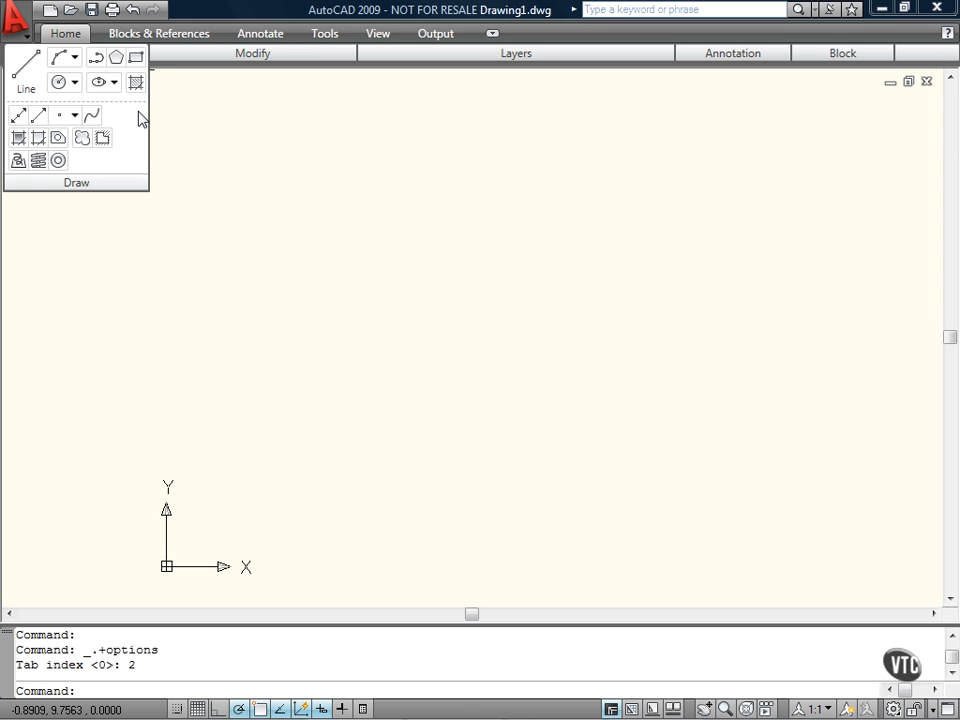 AutoCAD 2009 - NOT FOR RESALE Drawing1.dwg
Type a keyword or phrase
Home Blocks & References Annotate Tools View Output
Modify Layers Annotation Block
Line
Draw
Y
X
Command:
Command: _.+options
Tab index <0>: 2
Command:
VTC
-0.8909, 9.7563 , 0.0000
1:1